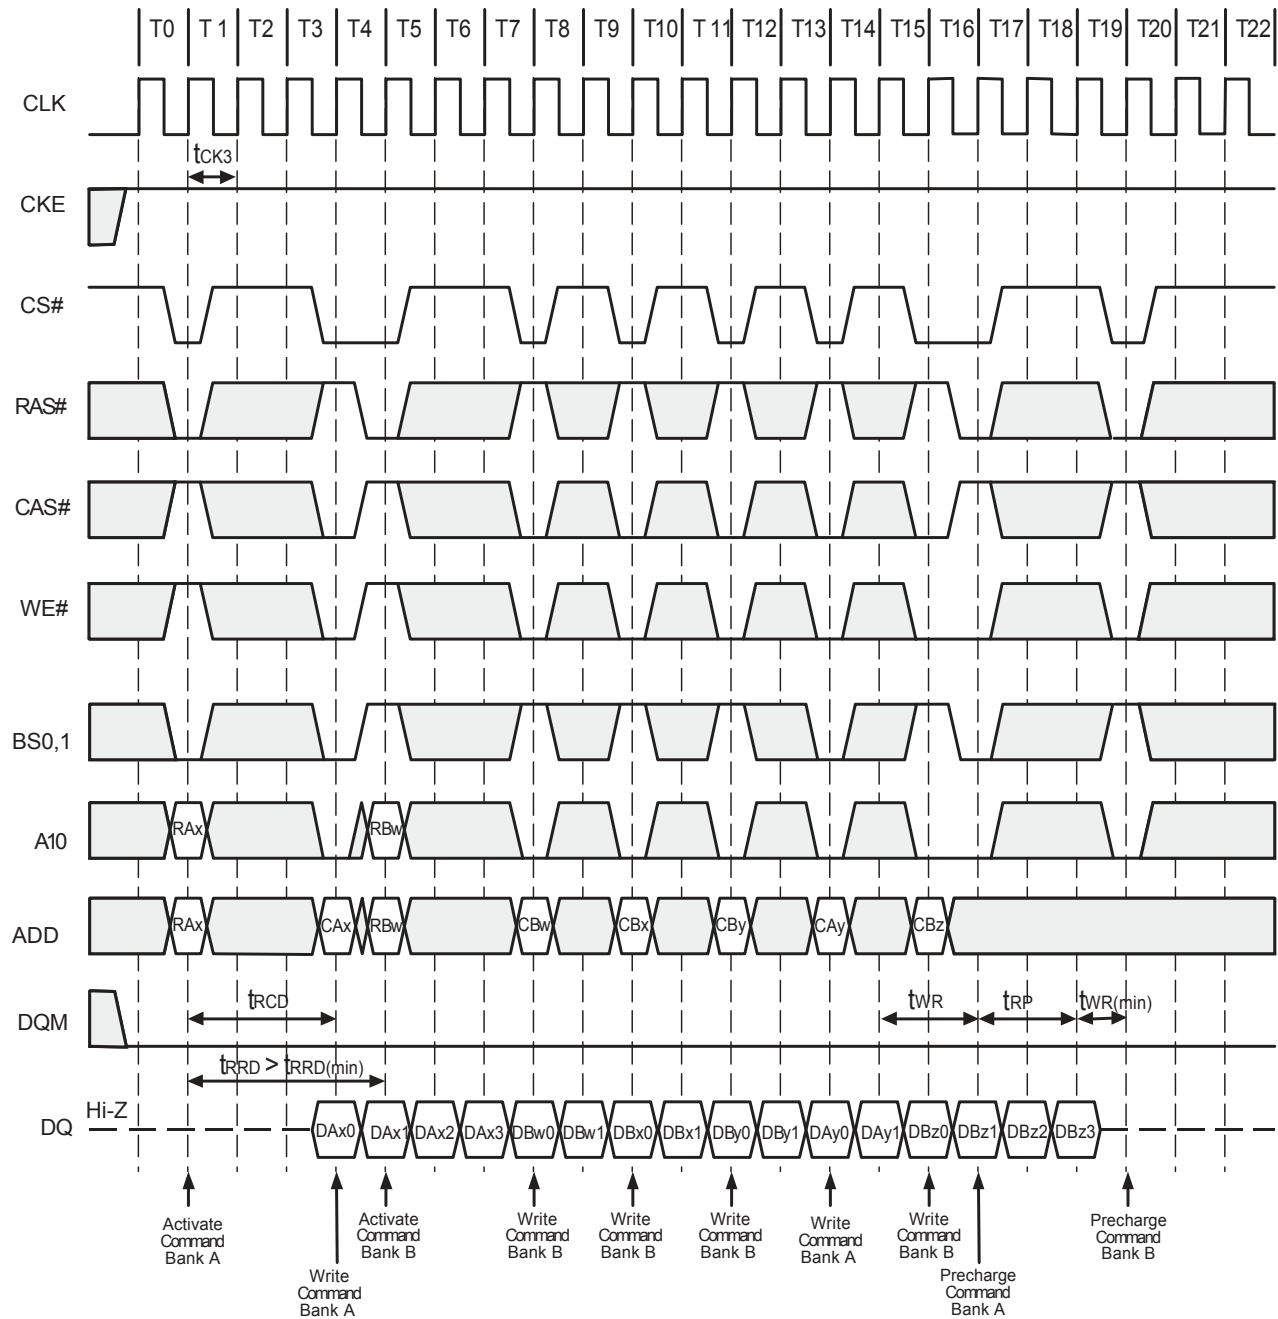 T0 T 1 T2 T3 T4 T5 T6 T7 T8 T9 T10 T 11 T12 T13 T14 T15 T16 T17 T18 T19 T20 T21 T22
CLK
tCK3
CKE
CS#
RAS#
CAS#
WE#
BS0,1
A10 RAx RBw
ADD RAx CAx RBw CBw CBx CBy CAy CBz
DQM tRCD tWR tRP tWR(min)
tRRD > tRRD(min)
Hi-Z
DQ DAx0 DAx1 DAx2 DAx3 DBw0 DBw1 DBx0 DBx1 DBy0 DBy1 DAy0 DAy1 DBz0 DBz1 DBz2 DBz3
Activate
Command
Bank A
Write
Command
Bank A
Activate
Command
Bank B
Write
Command
Bank B
Write
Command
Bank B
Write
Command
Bank B
Write
Command
Bank A
Write
Command
Bank B
Precharge
Command
Bank A
Precharge
Command
Bank B